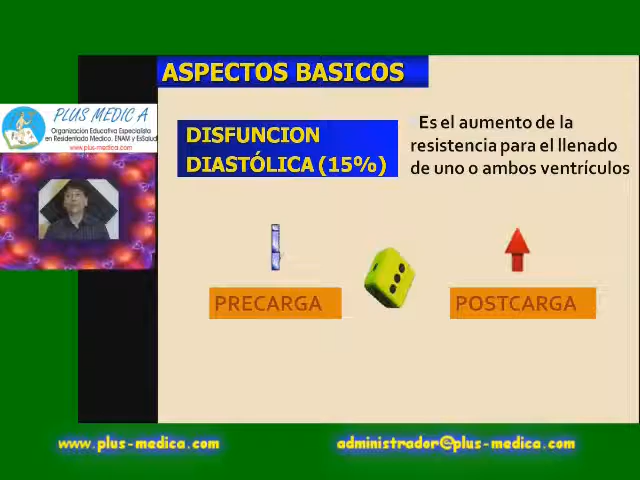 ASPECTOS BASICOS
PLUS MEDIC A
Organización Educativa Especialista
en Residentado Medico, ENAM y EsSalud
www.plus-medica.com
DISFUNCION
DIASTÓLICA (15%)
Es el aumento de la
resistencia para el llenado
de uno o ambos ventrículos
PRECARGA
POSTCARGA
www.plus-medica.com
administrador@plus-medica.com